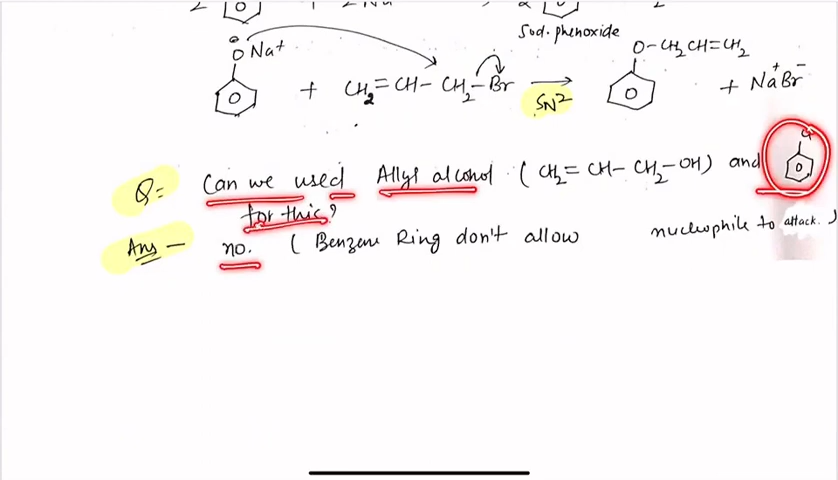 Sod. phenoxide
O Na+ + CH2=CH-CH2-Br SN2 O-CH2CH=CH2 + Na+Br-
Q= Can we used Allyl alcohol (CH2=CH-CH2-OH) and
for this?
Ans - no. (Benzene Ring don't allow nucleophile to attack.)